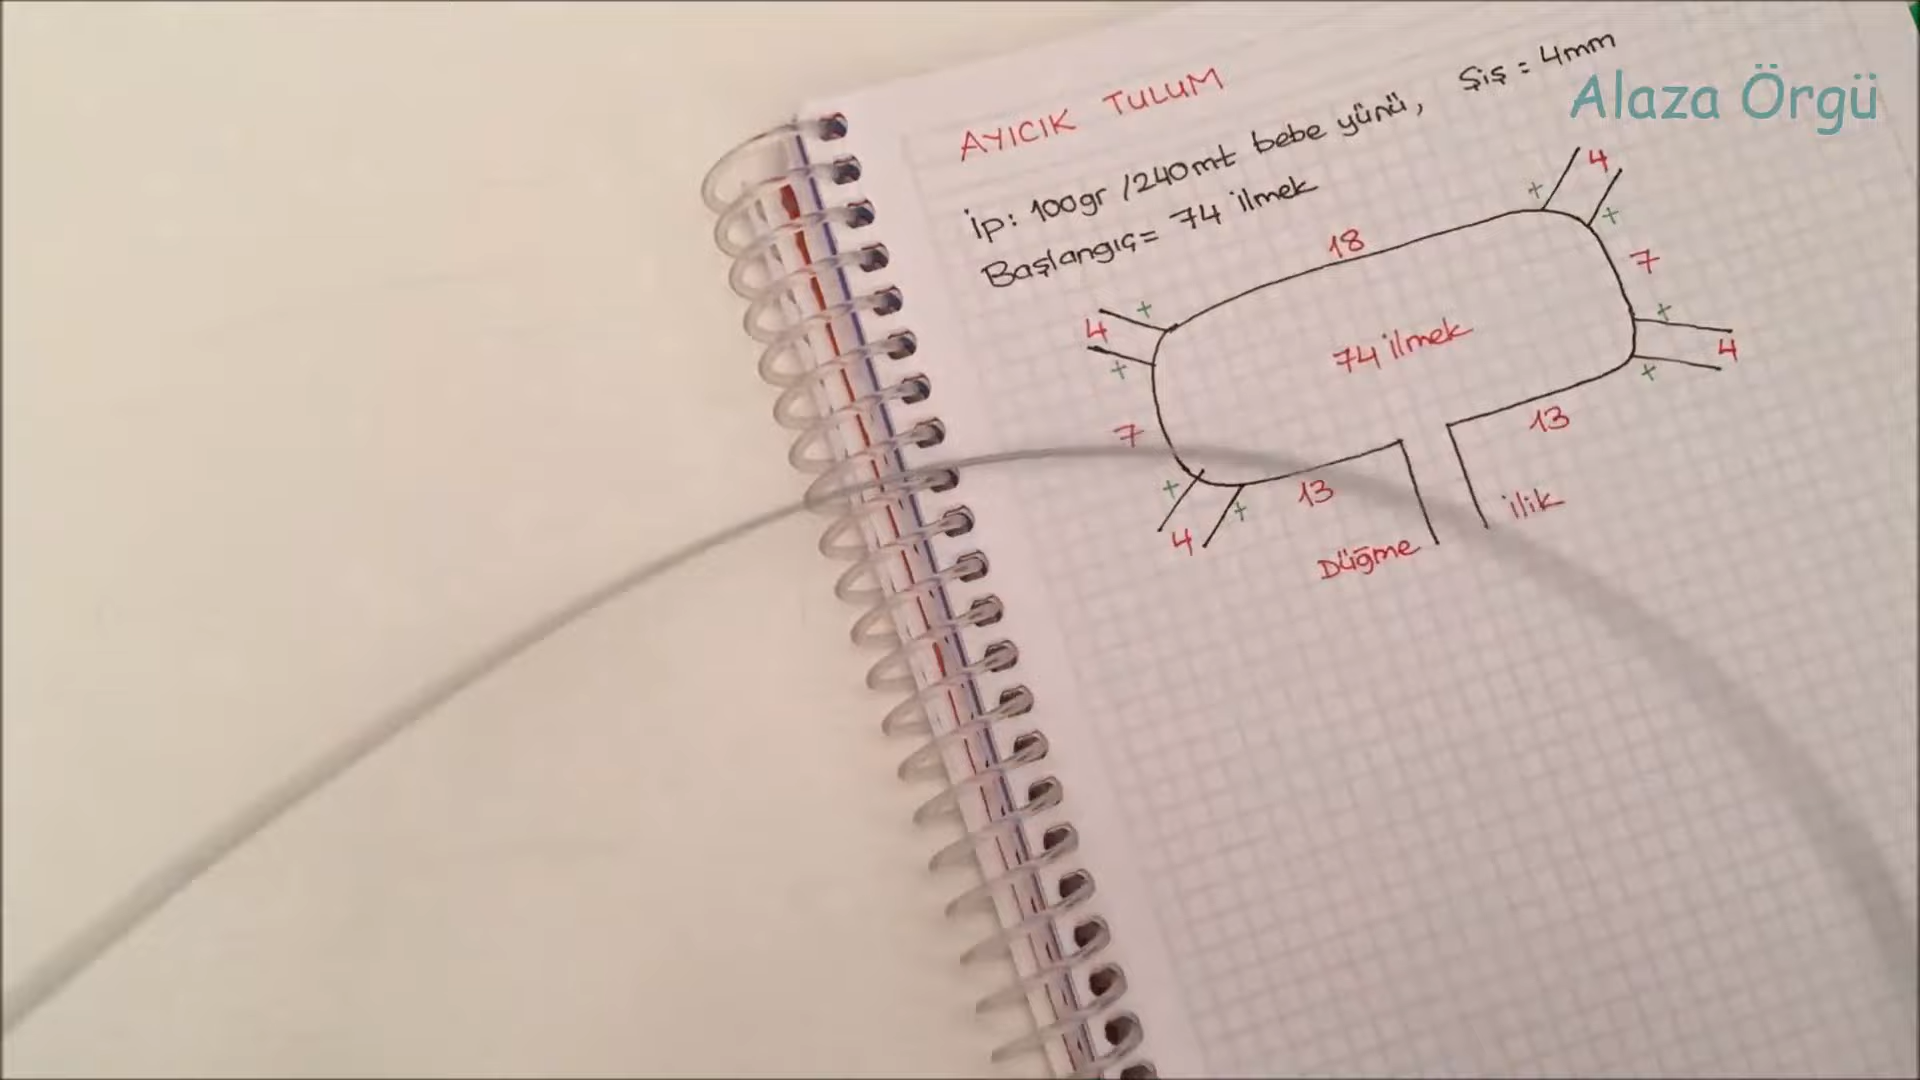 Alaza Örgü
AYICIK TULUM
İp: 100gr /240mt bebe yünü, Şiş = 4mm
Başlangıç= 74 ilmek
+ 4 +
18
7
4 + +
74 ilmek
+ 4 +
7
13
+ 4 +
13
ilik
Düğme